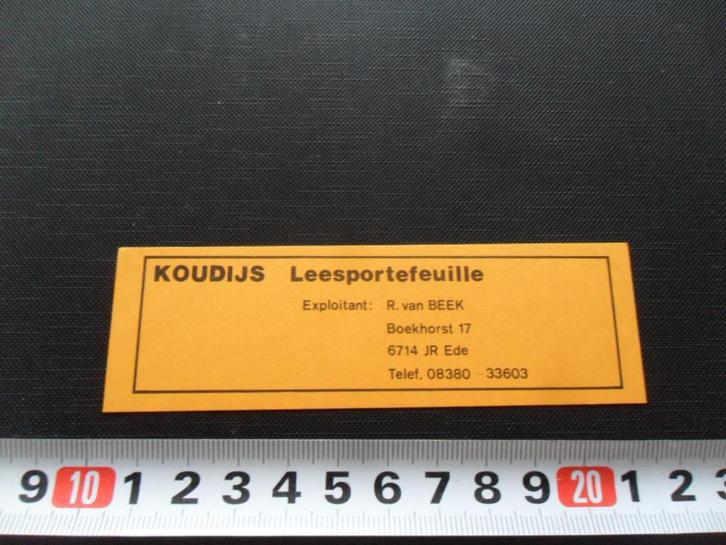 KOUDIJS Leesportefeuille
Exploitant: R. van BEEK
Boekhorst 17
6714 JR Ede
Telef. 08380 - 33603
9 10 1 2 3 4 5 6 7 8 9 20 1 2